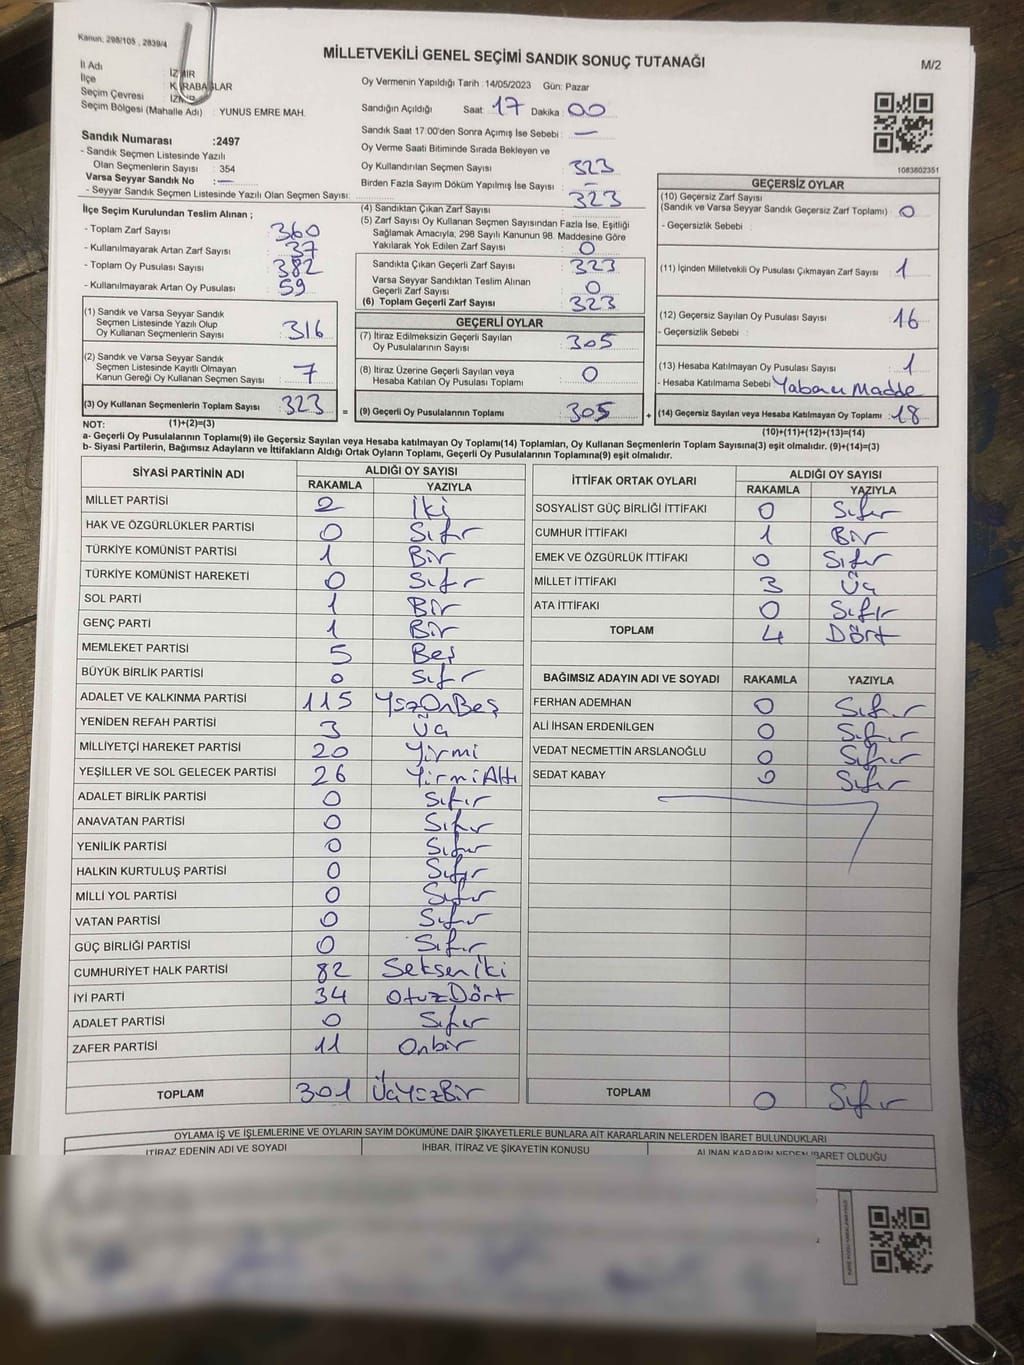 Kanun; 298/105 , 2839/4
MİLLETVEKİLİ GENEL SEÇİMİ SANDIK SONUÇ TUTANAĞI
M/2
İl Adı : İZMİR
İlçe : KARABAĞLAR
Seçim Çevresi : İZMİR
Seçim Bölgesi (Mahalle Adı) : YUNUS EMRE MAH.
Sandık Numarası :2497
- Sandık Seçmen Listesinde Yazılı
Olan Seçmenlerin Sayısı : 354
Varsa Seyyar Sandık No : —
- Seyyar Sandık Seçmen Listesinde Yazılı Olan Seçmen Sayısı:
Oy Vermenin Yapıldığı Tarih :14/05/2023 Gün: Pazar
Sandığın Açıldığı Saat 17 Dakika 00
Sandık Saat 17:00'den Sonra Açılmış İse Sebebi : —
Oy Verme Saati Bitiminde Sırada Bekleyen ve
Oy Kullandırılan Seçmen Sayısı : 323
Birden Fazla Sayım Döküm Yapılmış İse Sayısı : —
(4) Sandıktan Çıkan Zarf Sayısı 323
(5) Zarf Sayısı Oy Kullanan Seçmen Sayısından Fazla İse, Eşitliği
Sağlamak Amacıyla, 298 Sayılı Kanunun 98. Maddesine Göre
Yakılarak Yok Edilen Zarf Sayısı 0
1083802351
İlçe Seçim Kurulundan Teslim Alınan ;
- Toplam Zarf Sayısı : 360
- Kullanılmayarak Artan Zarf Sayısı : 37
- Toplam Oy Pusulası Sayısı : 382
- Kullanılmayarak Artan Oy Pusulası : 59
(1) Sandık ve Varsa Seyyar Sandık
Seçmen Listesinde Yazılı Olup
Oy Kullanan Seçmenlerin Sayısı : 316
(2) Sandık ve Varsa Seyyar Sandık
Seçmen Listesinde Kayıtlı Olmayan
Kanun Gereği Oy Kullanan Seçmen Sayısı : 7
(3) Oy Kullanan Seçmenlerin Toplam Sayısı 323
(1)+(2)=(3)
Sandıkta Çıkan Geçerli Zarf Sayısı 323
Varsa Seyyar Sandıktan Teslim Alınan
Geçerli Zarf Sayısı 0
(6) Toplam Geçerli Zarf Sayısı 323
GEÇERLİ OYLAR
(7) İtiraz Edilmeksizin Geçerli Sayılan
Oy Pusulalarının Sayısı : 305
(8) İtiraz Üzerine Geçerli Sayılan veya
Hesaba Katılan Oy Pusulası Toplamı : 0
= (9) Geçerli Oy Pusulalarının Toplamı 305
GEÇERSİZ OYLAR
(10) Geçersiz Zarf Sayısı
(Sandık ve Varsa Seyyar Sandık Geçersiz Zarf Toplamı) : 0
- Geçersizlik Sebebi :
(11) İçinden Milletvekili Oy Pusulası Çıkmayan Zarf Sayısı : 1
(12) Geçersiz Sayılan Oy Pusulası Sayısı : 16
- Geçersizlik Sebebi :
(13) Hesaba Katılmayan Oy Pusulası Sayısı : 1
- Hesaba Katılmama Sebebi : Yabancı Madde
+ (14) Geçersiz Sayılan veya Hesaba Katılmayan Oy Toplamı : 18
(10)+(11)+(12)+(13)=(14)
NOT:
a- Geçerli Oy Pusulalarının Toplamı(9) ile Geçersiz Sayılan veya Hesaba katılmayan Oy Toplamı(14) Toplamları, Oy Kullanan Seçmenlerin Toplam Sayısına(3) eşit olmalıdır. (9)+(14)=(3)
b- Siyasi Partilerin, Bağımsız Adayların ve İttifakların Aldığı Ortak Oyların Toplamı, Geçerli Oy Pusulalarının Toplamına(9) eşit olmalıdır.
SİYASİ PARTİNİN ADI ALDIĞI OY SAYISI
RAKAMLA YAZIYLA
MİLLET PARTİSİ 2 İki
HAK VE ÖZGÜRLÜKLER PARTİSİ 0 Sıfır
TÜRKİYE KOMÜNİST PARTİSİ 1 Bir
TÜRKİYE KOMÜNİST HAREKETİ 0 Sıfır
SOL PARTİ 1 Bir
GENÇ PARTİ 1 Bir
MEMLEKET PARTİSİ 5 Beş
BÜYÜK BİRLİK PARTİSİ 0 Sıfır
ADALET VE KALKINMA PARTİSİ 115 YüzOnBeş
YENİDEN REFAH PARTİSİ 3 Üç
MİLLİYETÇİ HAREKET PARTİSİ 20 Yirmi
YEŞİLLER VE SOL GELECEK PARTİSİ 26 YirmiAltı
ADALET BİRLİK PARTİSİ 0 Sıfır
ANAVATAN PARTİSİ 0 Sıfır
YENİLİK PARTİSİ 0 Sıfır
HALKIN KURTULUŞ PARTİSİ 0 Sıfır
MİLLİ YOL PARTİSİ 0 Sıfır
VATAN PARTİSİ 0 Sıfır
GÜÇ BİRLİĞİ PARTİSİ 0 Sıfır
CUMHURİYET HALK PARTİSİ 82 Seksenİki
İYİ PARTİ 34 OtuzDört
ADALET PARTİSİ 0 Sıfır
ZAFER PARTİSİ 11 Onbir
TOPLAM 301 ÜçYüzBir
İTTİFAK ORTAK OYLARI ALDIĞI OY SAYISI
RAKAMLA YAZIYLA
SOSYALİST GÜÇ BİRLİĞİ İTTİFAKI 0 Sıfır
CUMHUR İTTİFAKI 1 Bir
EMEK VE ÖZGÜRLÜK İTTİFAKI 0 Sıfır
MİLLET İTTİFAKI 3 Üç
ATA İTTİFAKI 0 Sıfır
TOPLAM 4 Dört
BAĞIMSIZ ADAYIN ADI VE SOYADI RAKAMLA YAZIYLA
FERHAN ADEMHAN 0 Sıfır
ALİ İHSAN ERDENİLGEN 0 Sıfır
VEDAT NECMETTİN ARSLANOĞLU 0 Sıfır
SEDAT KABAY 0 Sıfır
TOPLAM 0 Sıfır
OYLAMA İŞ VE İŞLEMLERİNE VE OYLARIN SAYIM DÖKÜMÜNE DAİR ŞİKAYETLERLE BUNLARA AİT KARARLARIN NELERDEN İBARET BULUNDUKLARI
İTİRAZ EDENİN ADI VE SOYADI İHBAR, İTİRAZ VE ŞİKAYETİN KONUSU ALINAN KARARIN NEDEN İBARET OLDUĞU